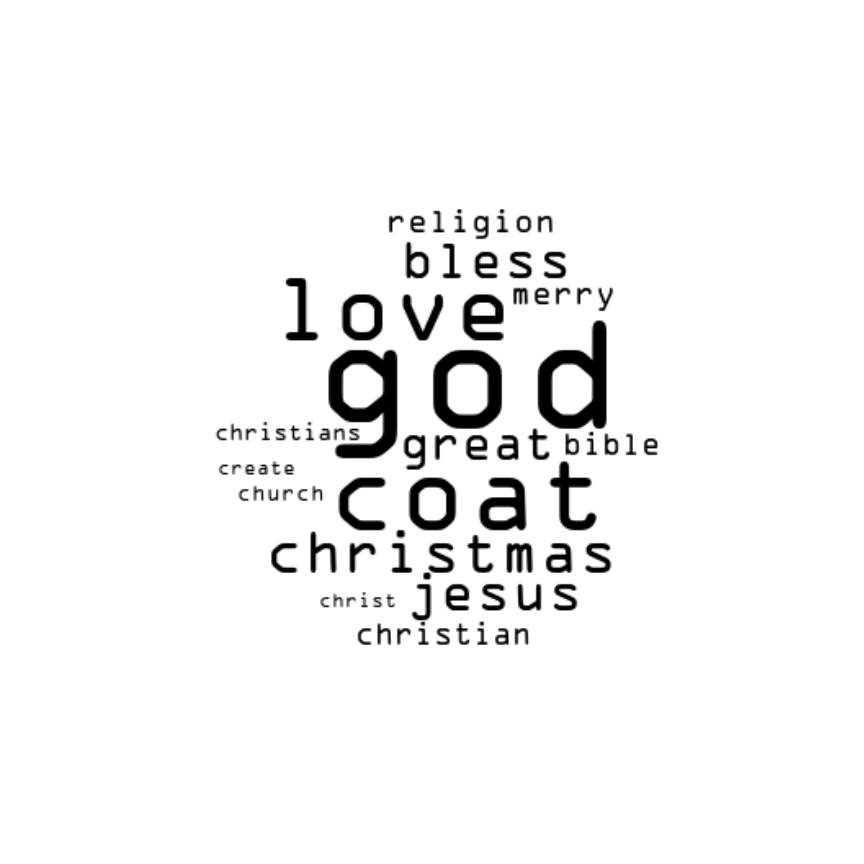 religion
bless
merry
love
god
christians
great bible
create
coat
church
christmas
jesus
christ
christian